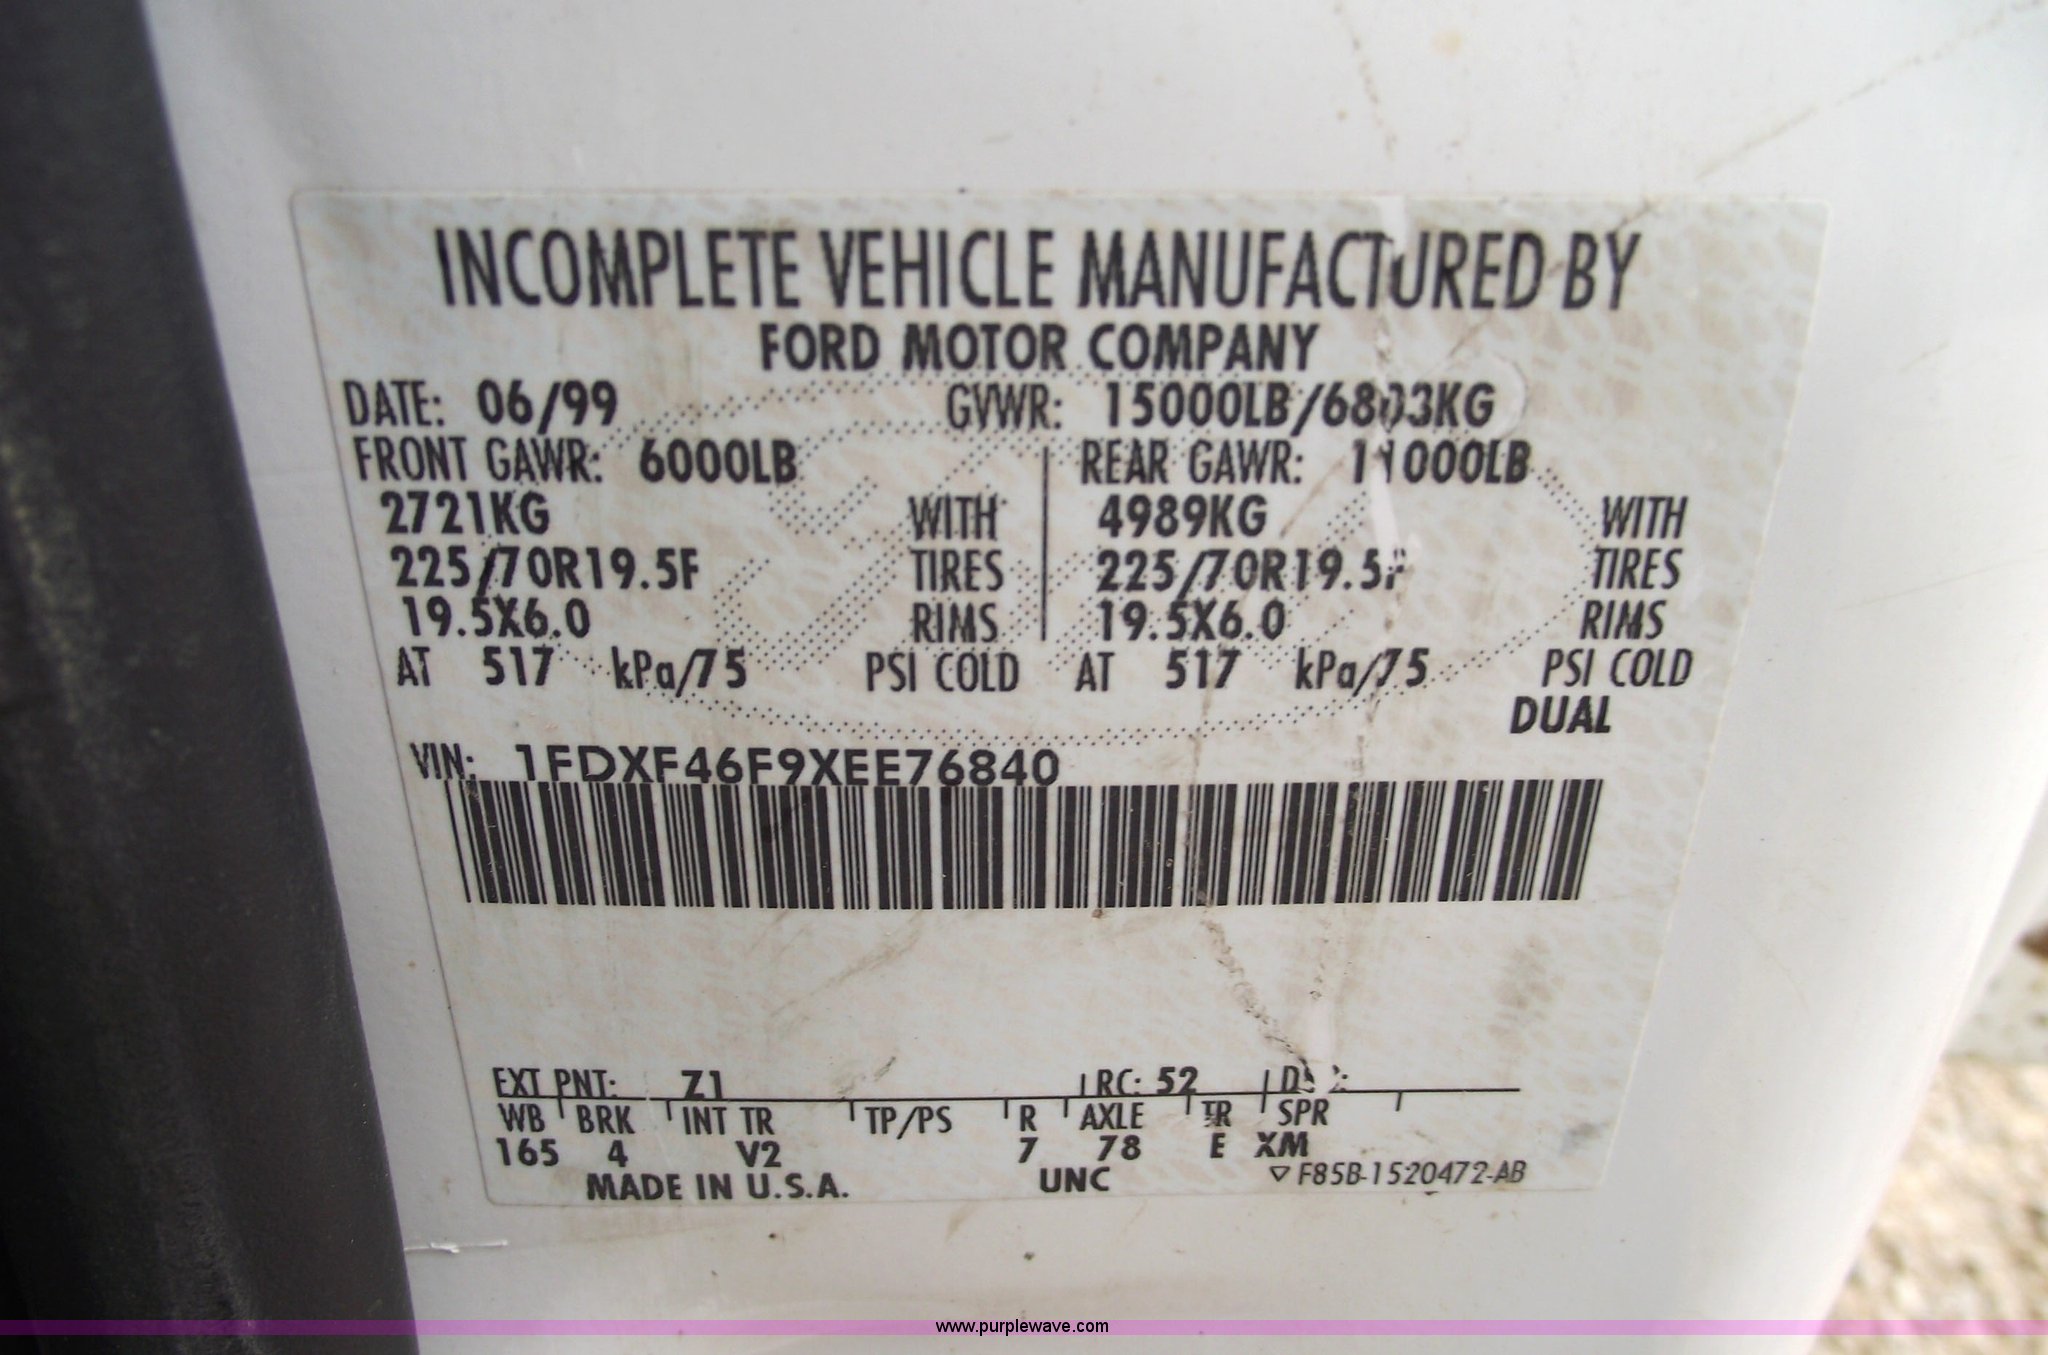 INCOMPLETE VEHICLE MANUFACTURED BY
FORD MOTOR COMPANY
DATE: 06/99 GVWR: 15000LB/6803KG
FRONT GAWR: 6000LB REAR GAWR: 11000LB
2721KG WITH 4989KG WITH
225/70R19.5F TIRES 225/70R19.5F TIRES
19.5X6.0 RIMS 19.5X6.0 RIMS
AT 517 kPa/75 PSI COLD AT 517 kPa/75 PSI COLD
DUAL
VIN: 1FDXF46F9XEE76840
EXT PNT: Z1 RC: 52
WB BRK INT TR TP/PS R AXLE TR SPR
165 4 V2 7 78 E XM
MADE IN U.S.A. UNC F85B-1520472-AB
www.purplewave.com